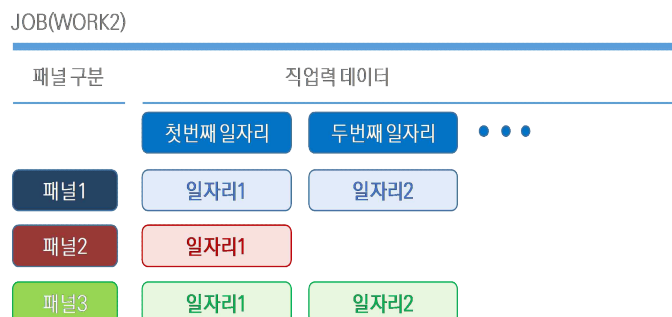 JOB(WORK2)
패널 구분 직업력 데이터
첫번째 일자리 두번째 일자리
패널1 일자리1 일자리2
패널2 일자리1
패널3 일자리1 일자리2